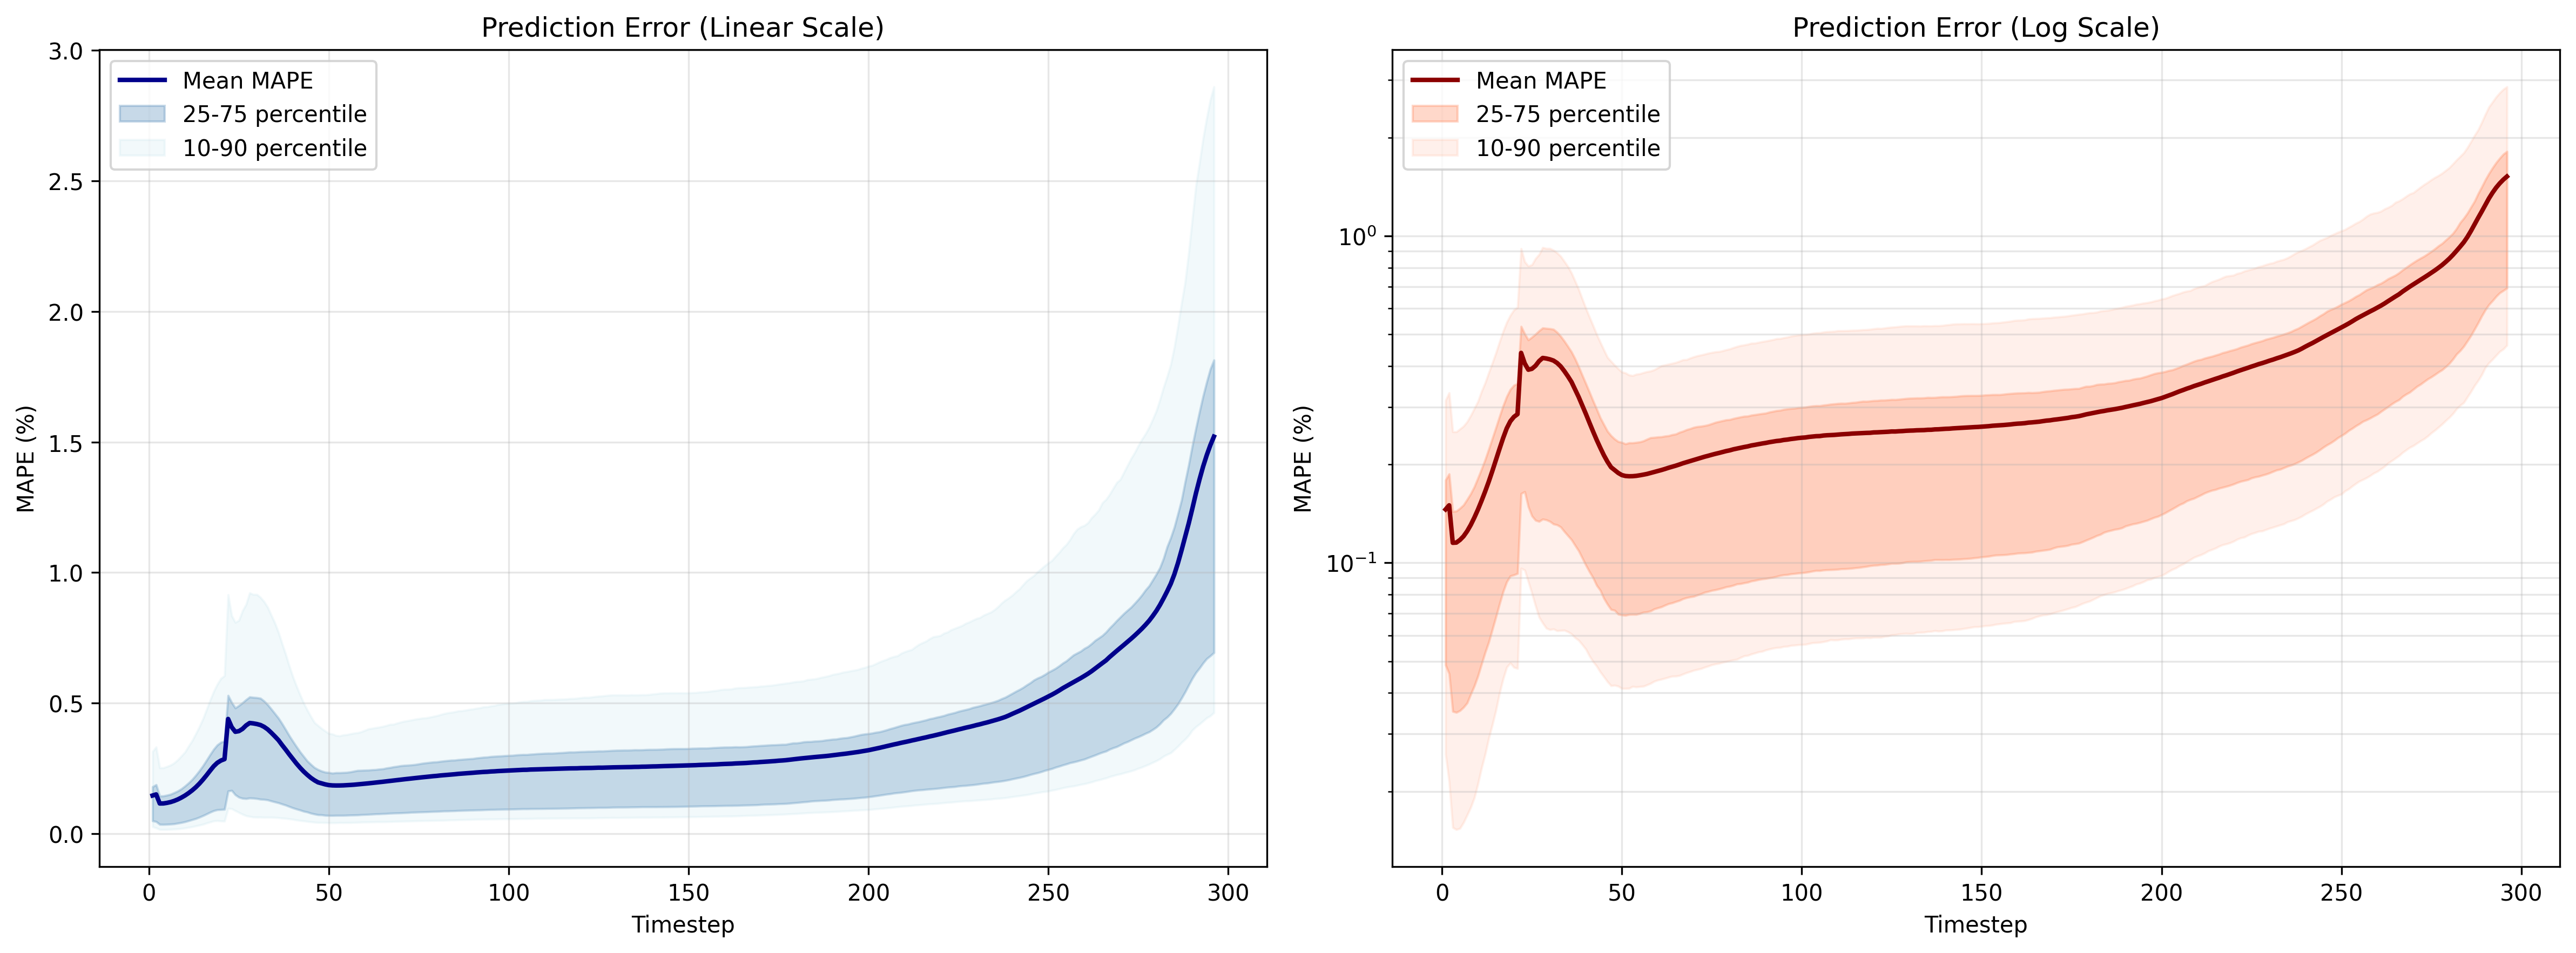 Prediction Error (Linear Scale)
Mean MAPE
25-75 percentile
10-90 percentile
MAPE (%)
3.0
2.5
2.0
1.5
1.0
0.5
0.0
0 50 100 150 200 250 300
Timestep
Prediction Error (Log Scale)
Mean MAPE
25-75 percentile
10-90 percentile
MAPE (%)
10⁰
10⁻¹
0 50 100 150 200 250 300
Timestep